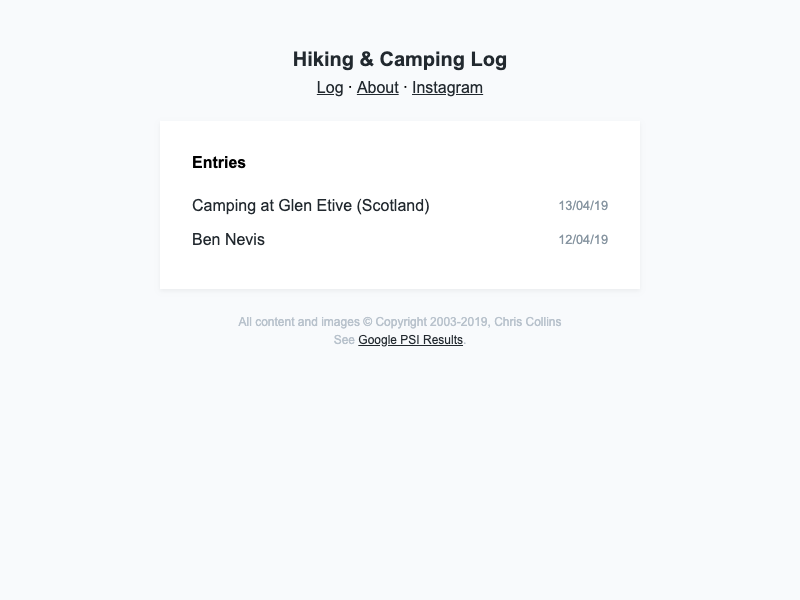 Hiking & Camping Log
Log · About · Instagram
Entries
Camping at Glen Etive (Scotland) 13/04/19
Ben Nevis 12/04/19
All content and images © Copyright 2003-2019, Chris Collins
See Google PSI Results.